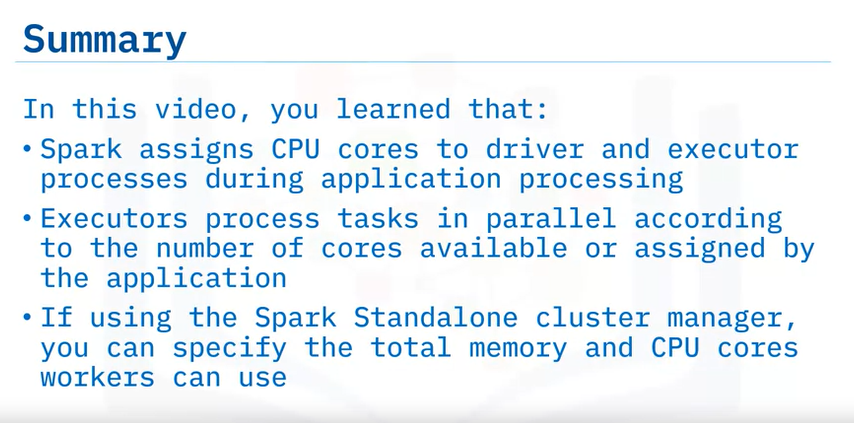 Summary
In this video, you learned that:
• Spark assigns CPU cores to driver and executor
processes during application processing
• Executors process tasks in parallel according
to the number of cores available or assigned by
the application
• If using the Spark Standalone cluster manager,
you can specify the total memory and CPU cores
workers can use